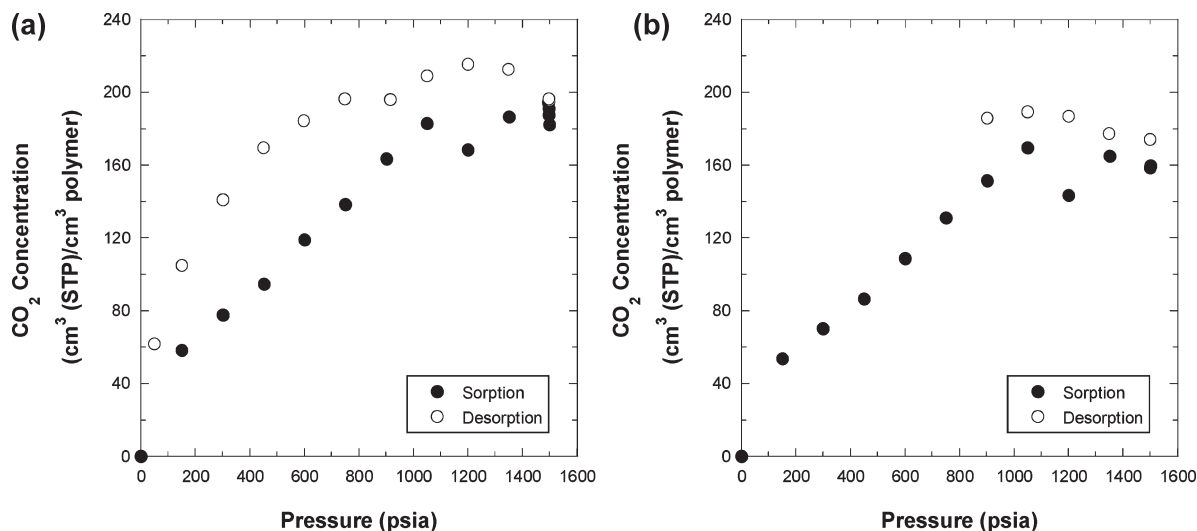 (a)
240
200
160
120
80
40
0
CO2 Concentration
(cm3 (STP)/cm3 polymer)
Sorption
Desorption
0 200 400 600 800 1000 1200 1400 1600
Pressure (psia)
(b)
240
200
160
120
80
40
0
CO2 Concentration
(cm3 (STP)/cm3 polymer)
Sorption
Desorption
0 200 400 600 800 1000 1200 1400 1600
Pressure (psia)